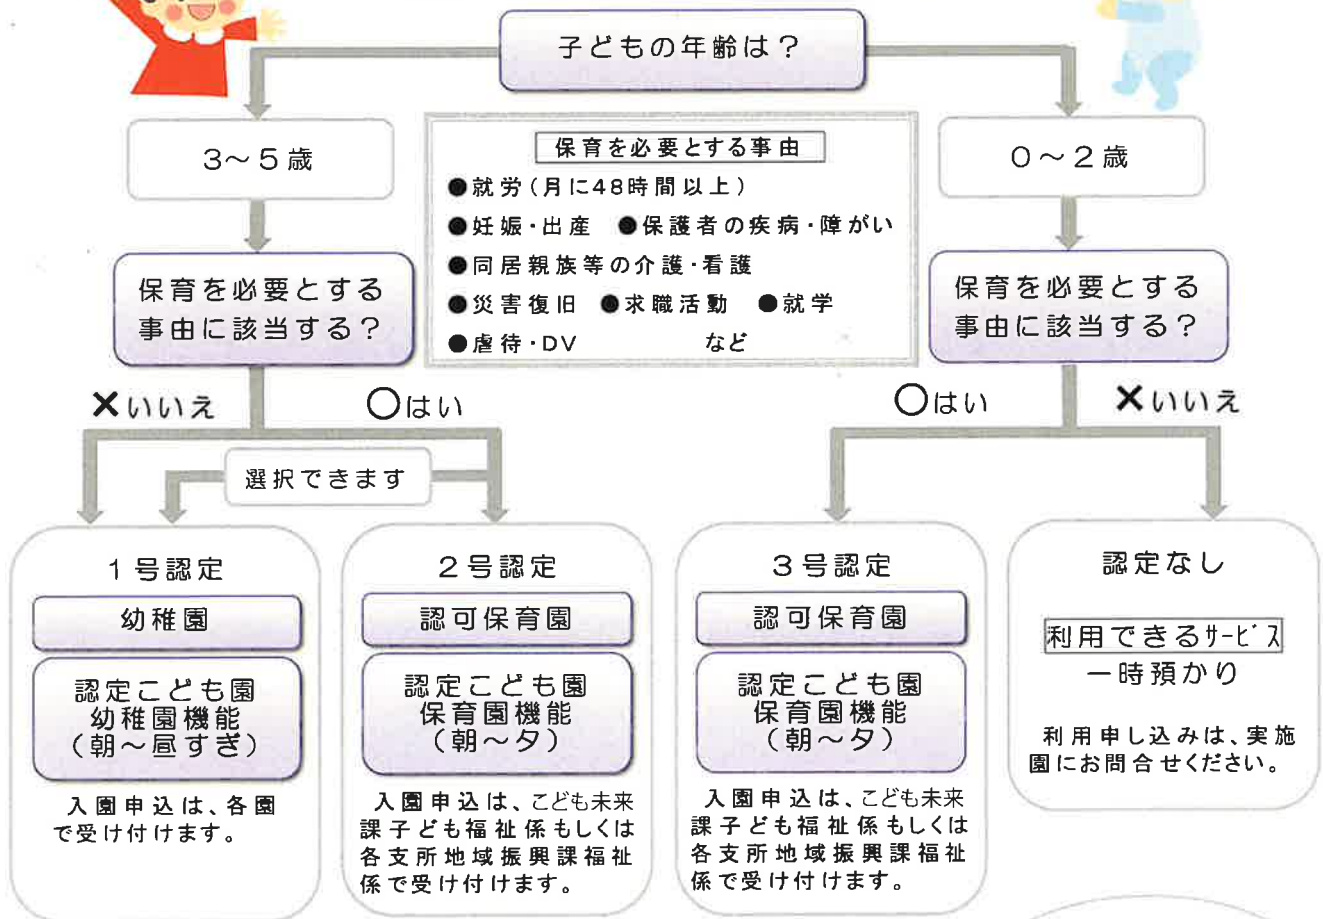 子どもの年齢は？
3～5歳
0～2歳
保育を必要とする事由
●就労(月に48時間以上)
●妊娠・出産 ●保護者の疾病・障がい
●同居親族等の介護・看護
●災害復旧 ●求職活動 ●就学
●虐待・DV など
保育を必要とする
事由に該当する？
保育を必要とする
事由に該当する？
×いいえ
○はい
○はい
×いいえ
選択できます
1号認定
幼稚園
認定こども園
幼稚園機能
(朝～昼すぎ)
入園申込は、各園
で受け付けます。
2号認定
認可保育園
認定こども園
保育園機能
(朝～夕)
入園申込は、こども未来
課子ども福祉係もしくは
各支所地域振興課福祉
係で受け付けます。
3号認定
認可保育園
認定こども園
保育園機能
(朝～夕)
入園申込は、こども未来
課子ども福祉係もしくは
各支所地域振興課福祉
係で受け付けます。
認定なし
利用できるｻｰﾋﾞｽ
一時預かり
利用申し込みは、実施
園にお問合せください。